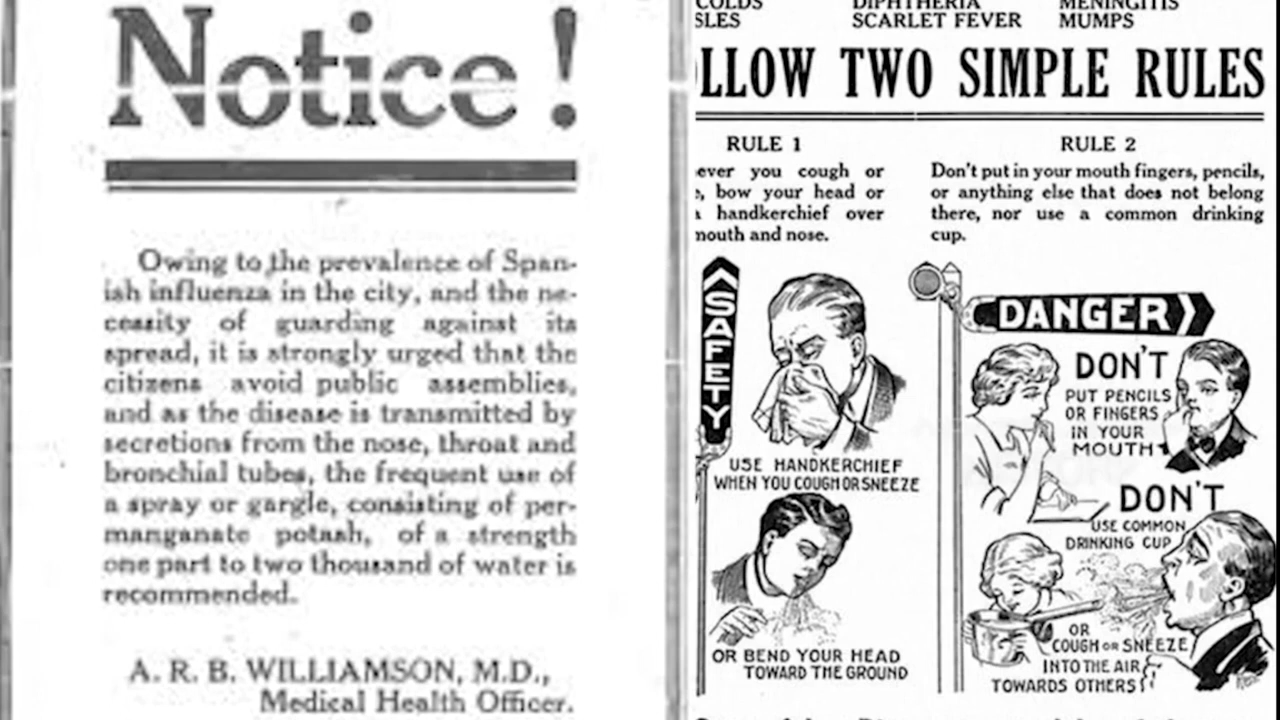 Notice!
Owing to the prevalence of Span-
ish influenza in the city, and the ne-
cessity of guarding against its
spread, it is strongly urged that the
citizens avoid public assemblies,
and as the disease is transmitted by
secretions from the nose, throat and
bronchial tubes, the frequent use of
a spray or gargle, consisting of per-
manganate potash, of a strength
one part to two thousand of water is
recommended.
A. R. B. WILLIAMSON, M.D.,
Medical Health Officer.
COLDS DIPHTHERIA MENINGITIS
SLES SCARLET FEVER MUMPS
OLLOW TWO SIMPLE RULES
RULE 1
ever you cough or
e, bow your head or
a handkerchief over
mouth and nose.
RULE 2
Don't put in your mouth fingers, pencils,
or anything else that does not belong
there, nor use a common drinking
cup.
SAFETY
USE HANDKERCHIEF
WHEN YOU COUGH OR SNEEZE
OR BEND YOUR HEAD
TOWARD THE GROUND
DANGER
DON'T
PUT PENCILS
OR FINGERS
IN YOUR
MOUTH
DON'T
USE COMMON
DRINKING CUP
OR
COUGH OR SNEEZE
INTO THE AIR
TOWARDS OTHERS!